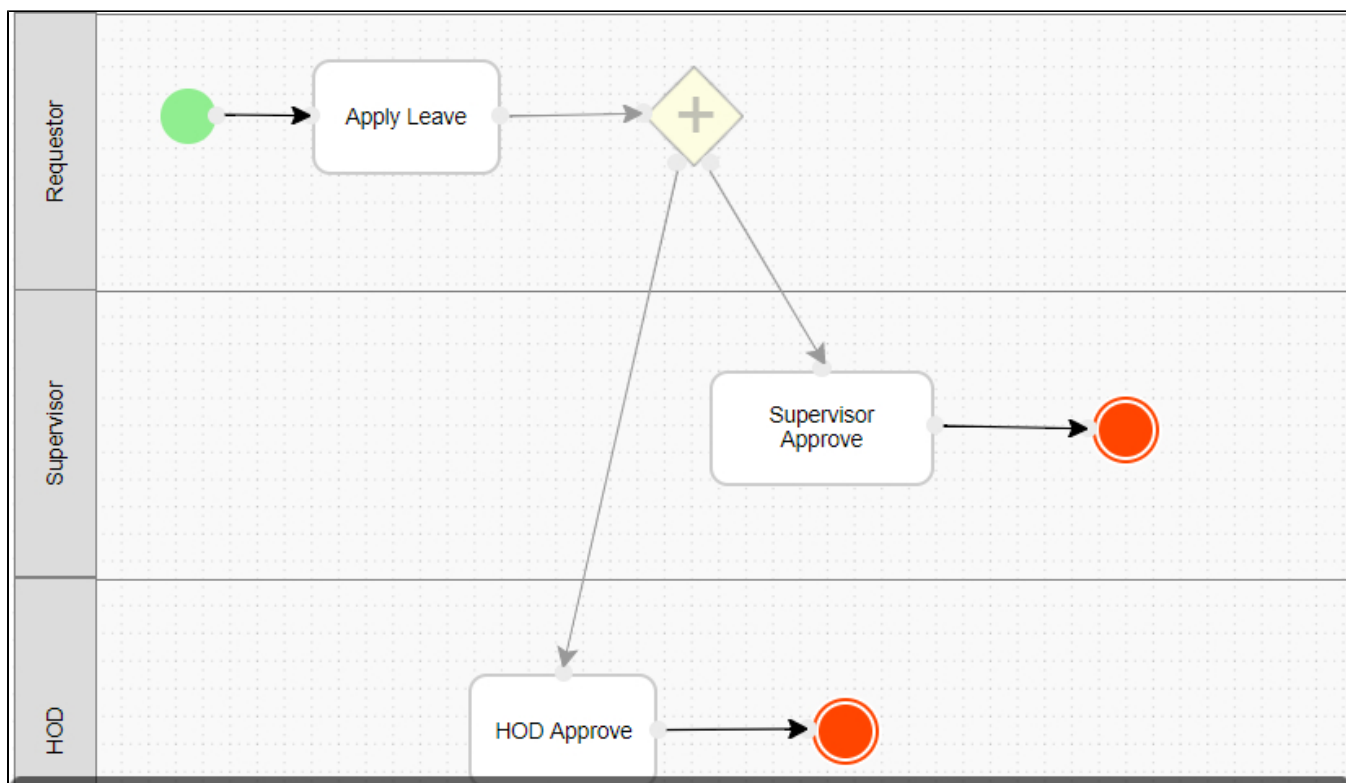 Requestor
Apply Leave
Supervisor
Supervisor
Approve
HOD
HOD Approve